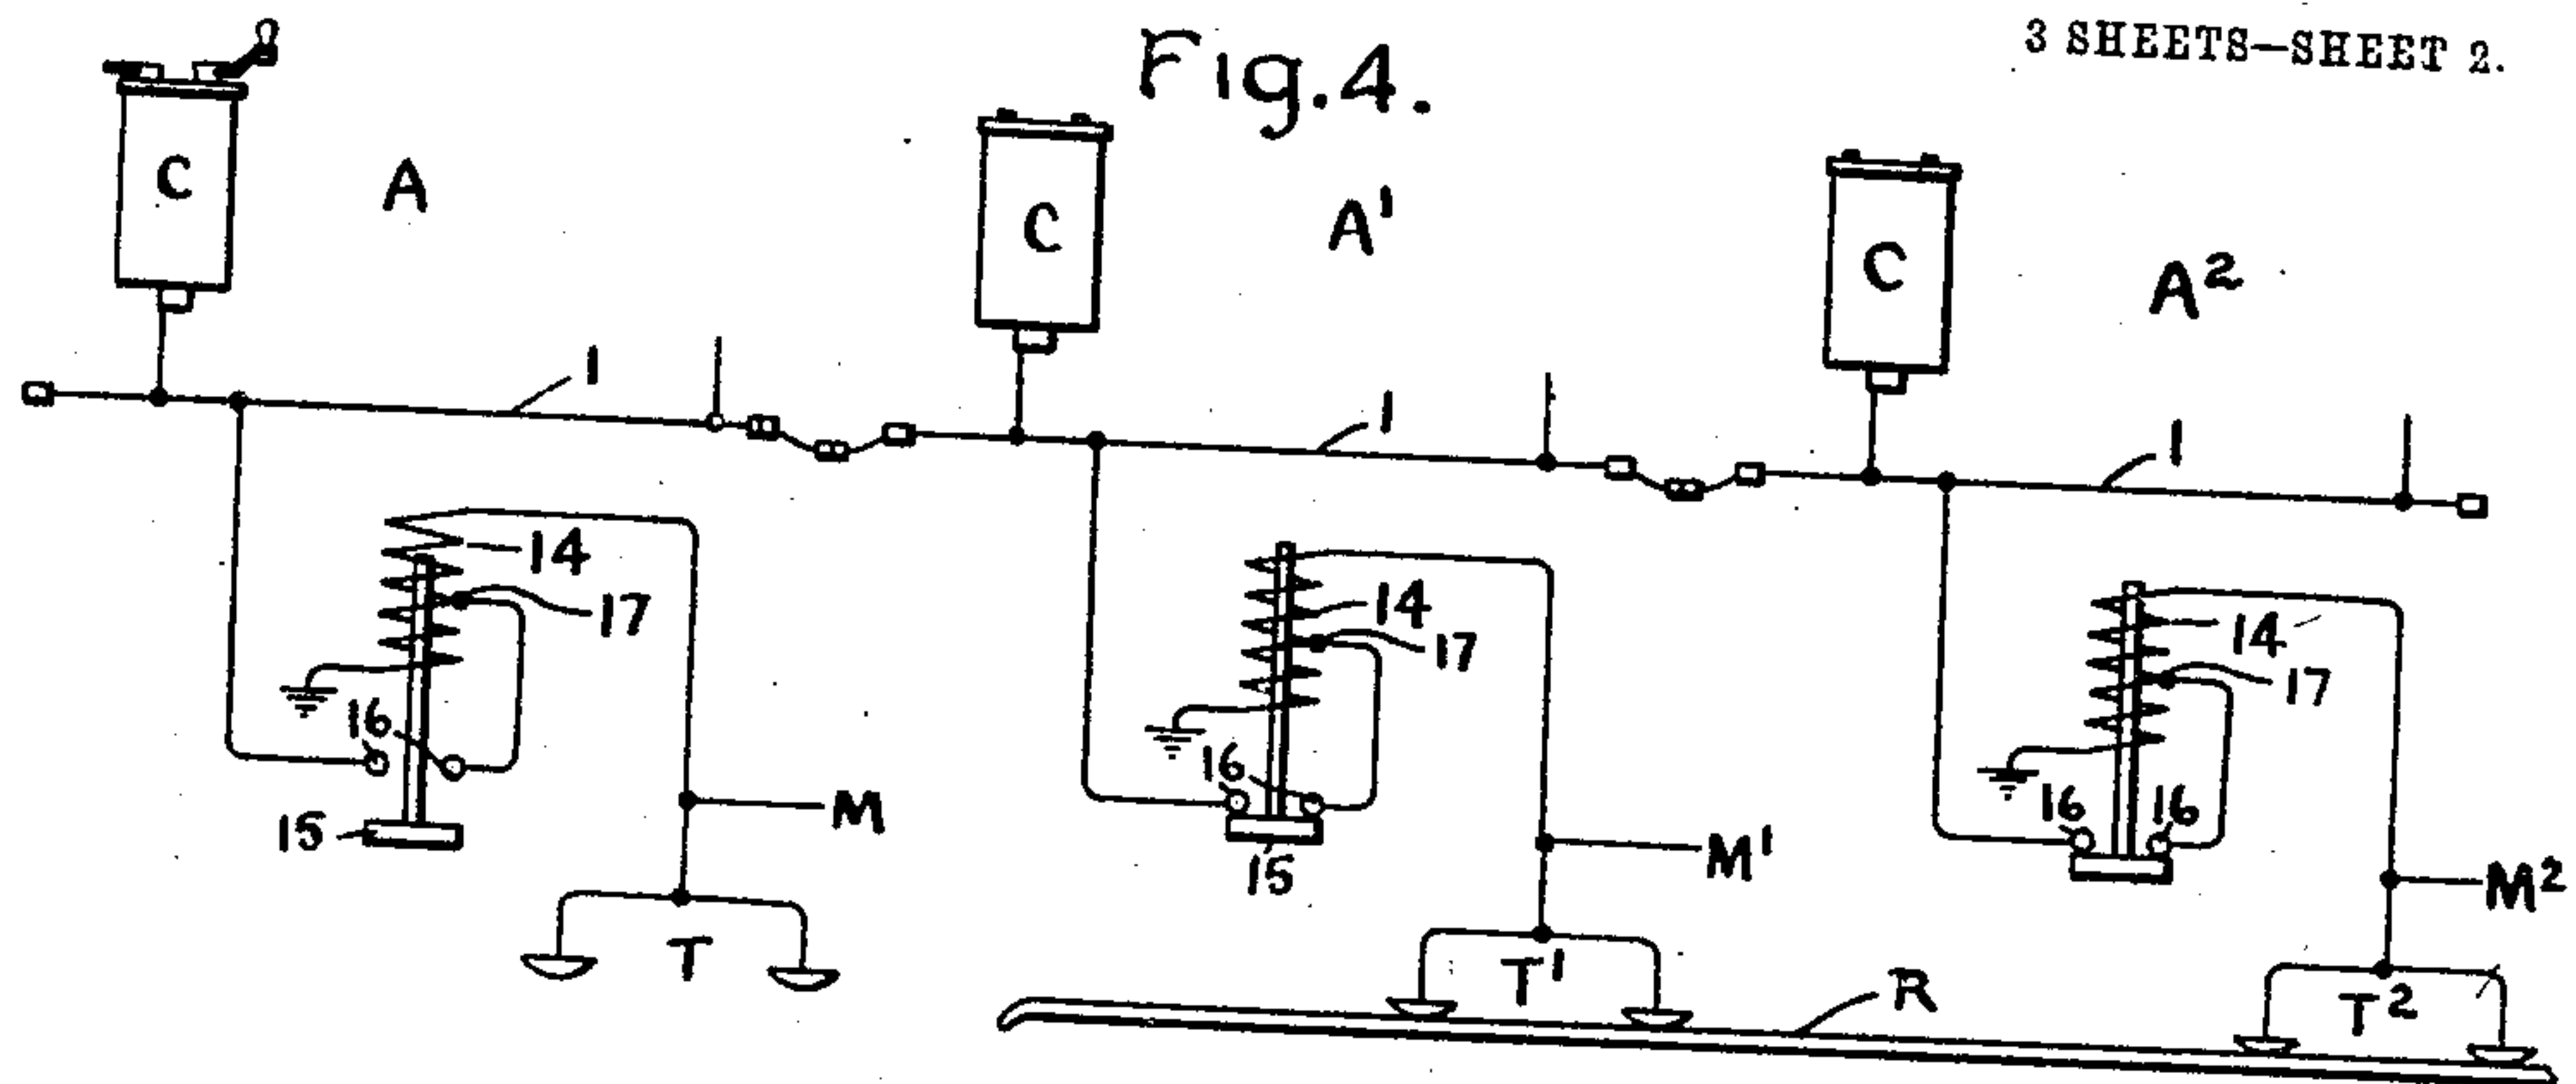 3 SHEETS—SHEET 2.
Fig. 4.
C A C A¹ C A²
1 1 1
14 17 16 15 M T
14 17 16 15 M¹ T¹
14 17 16 16 M² T²
R